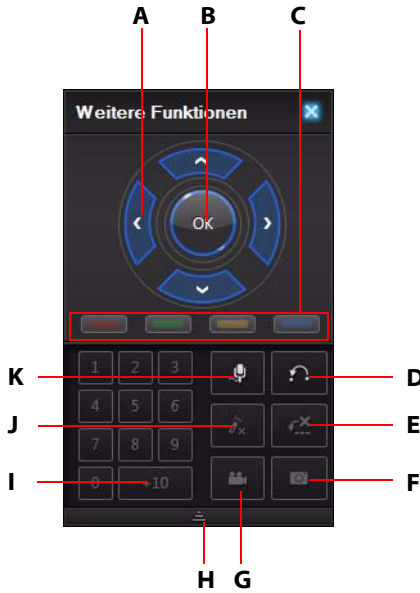 A B C
Weitere Funktionen
OK
1 2 3
K D
4 5 6
J E
7 8 9
I 0 +10 F
H G